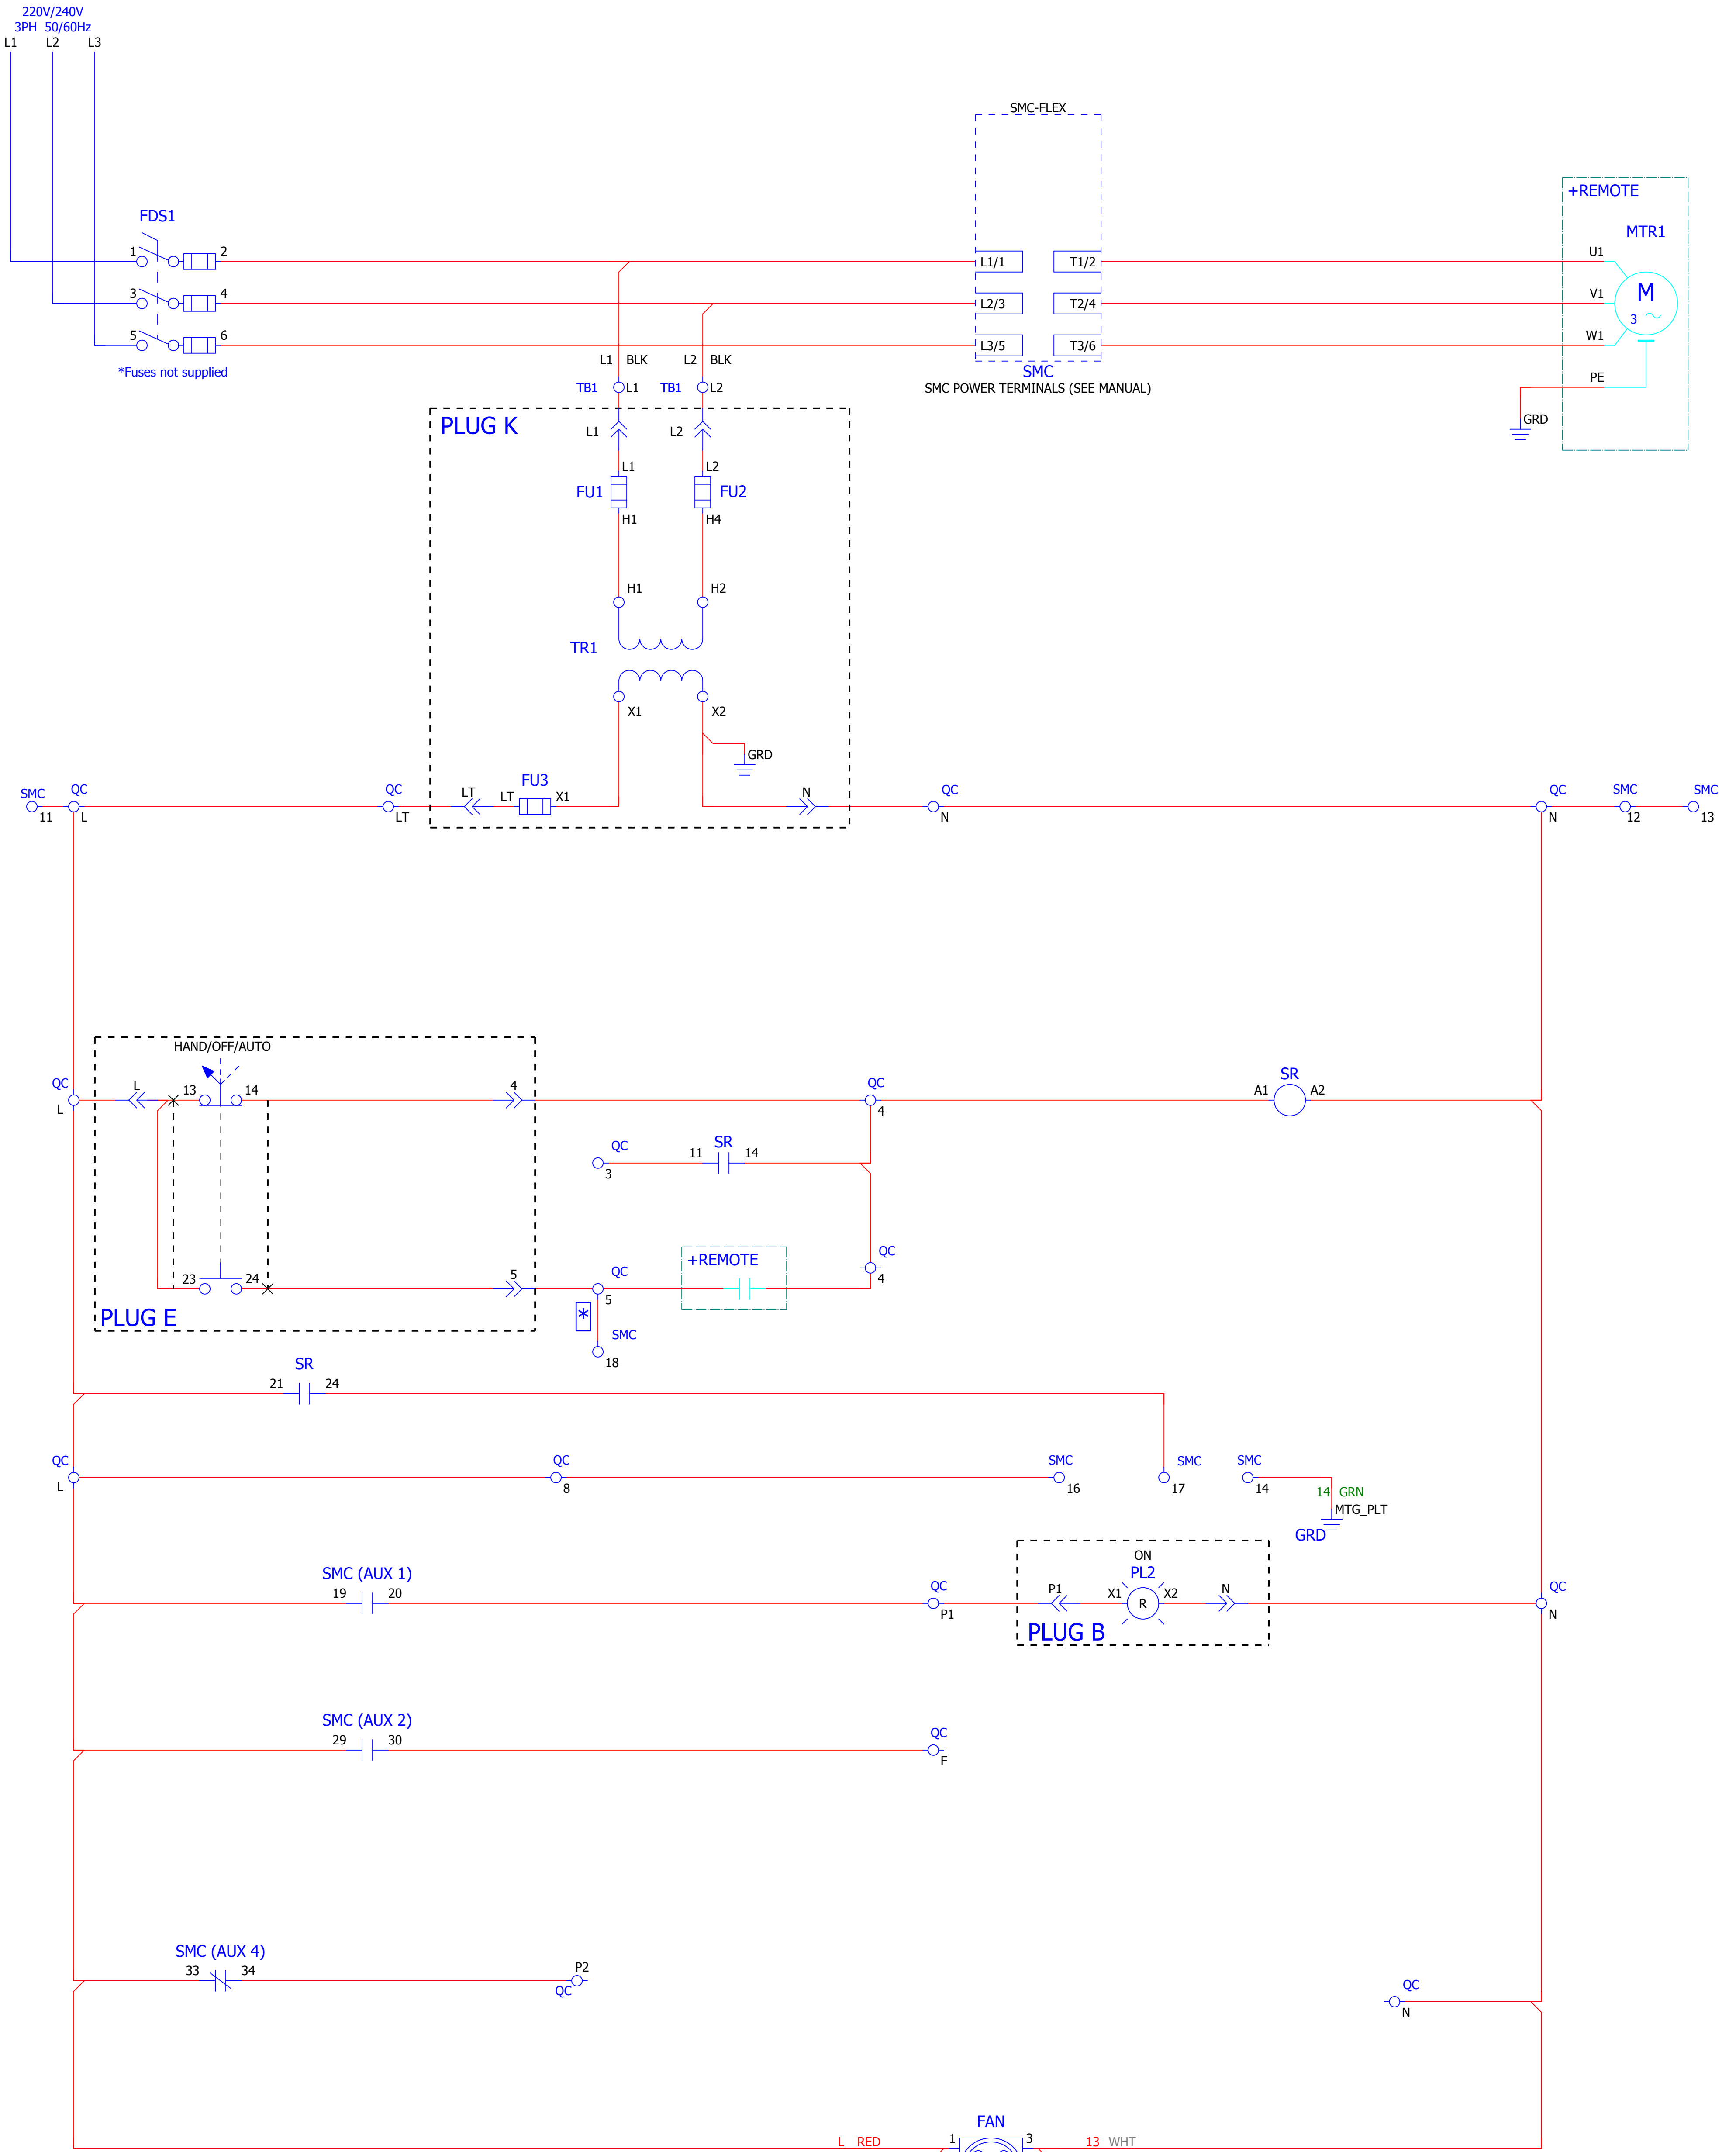 220V/240V
3PH 50/60Hz
L1 L2 L3
SMC-FLEX
+REMOTE
FDS1
MTR1
1 2
L1/1 T1/2
U1
3 4
L2/3 T2/4
V1
M
3
5 6
L3/5 T3/6
W1
*Fuses not supplied
L1 BLK L2 BLK
SMC
PE
TB1 L1 TB1 L2
SMC POWER TERMINALS (SEE MANUAL)
GRD
PLUG K
L1 L2
L1 L2
FU1 FU2
H1 H4
H1 H2
TR1
X1 X2
GRD
FU3
SMC QC QC
LT LT X1 N
QC QC SMC SMC
11 L LT N N 12 13
HAND/OFF/AUTO
QC L 13 14 4 QC
SR
A1 A2
L 4
QC SR
11 14
3
+REMOTE
QC
4
23 24 5 QC
5
PLUG E
*
SMC
18
SR
21 24
QC QC SMC SMC SMC
L 8 16 17 14
14 GRN
MTG_PLT
GRD
ON
SMC (AUX 1) PL2
19 20 QC P1 X1 R X2 N QC
P1 N
PLUG B
SMC (AUX 2)
29 30 QC
F
SMC (AUX 4)
33 34 P2
QC
QC
N
FAN
L RED 1 3 13 WHT